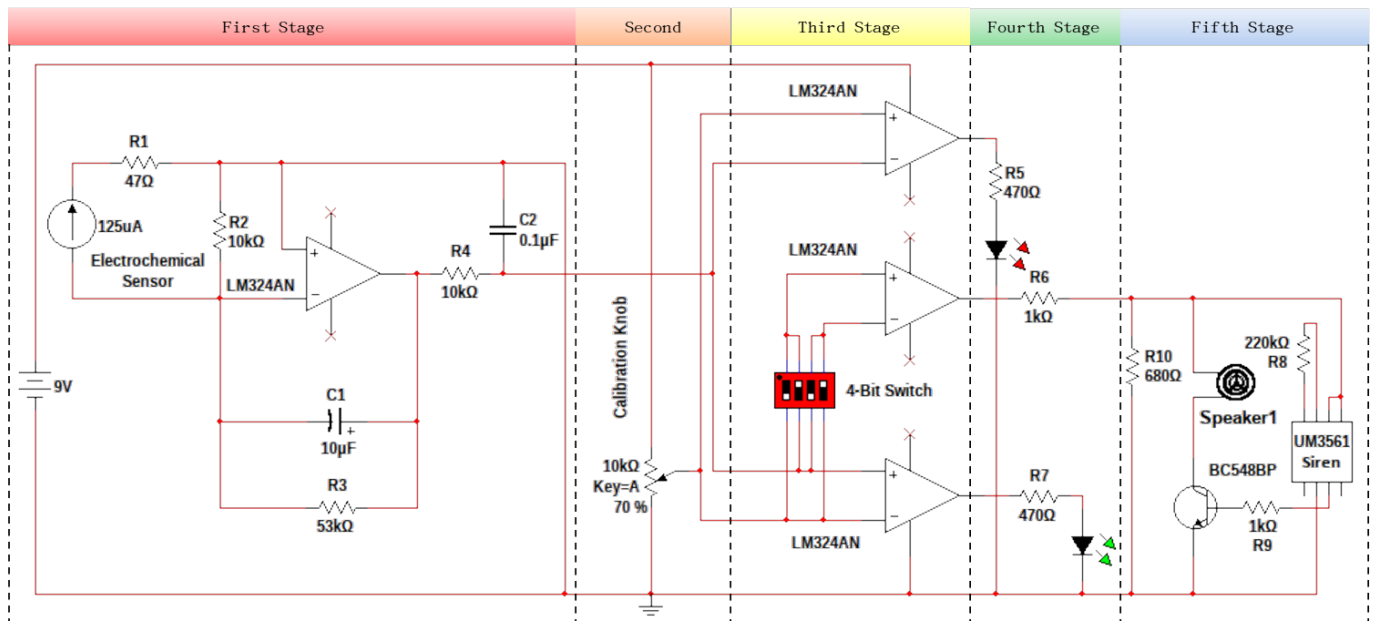 First Stage
Second
Third Stage
Fourth Stage
Fifth Stage
R1
47Ω
125uA
Electrochemical
Sensor
R2
10kΩ
LM324AN
+
−
R4
10kΩ
C2
0.1µF
C1
+
10µF
R3
53kΩ
9V
Calibration Knob
10kΩ
Key=A
70 %
LM324AN
+
−
LM324AN
+
−
4-Bit Switch
LM324AN
+
−
R5
470Ω
R6
1kΩ
R7
470Ω
R10
680Ω
220kΩ
R8
Speaker1
UM3561
Siren
BC548BP
1kΩ
R9